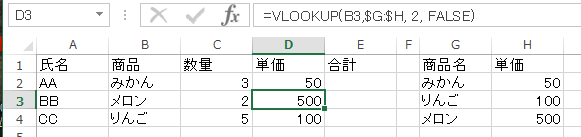 D3 =VLOOKUP(B3,$G:$H, 2, FALSE)
A B C D E F G H
1 氏名 商品 数量 単価 合計 商品名 単価
2 AA みかん 3 50 みかん 50
3 BB メロン 2 500 りんご 100
4 CC りんご 5 100 メロン 500